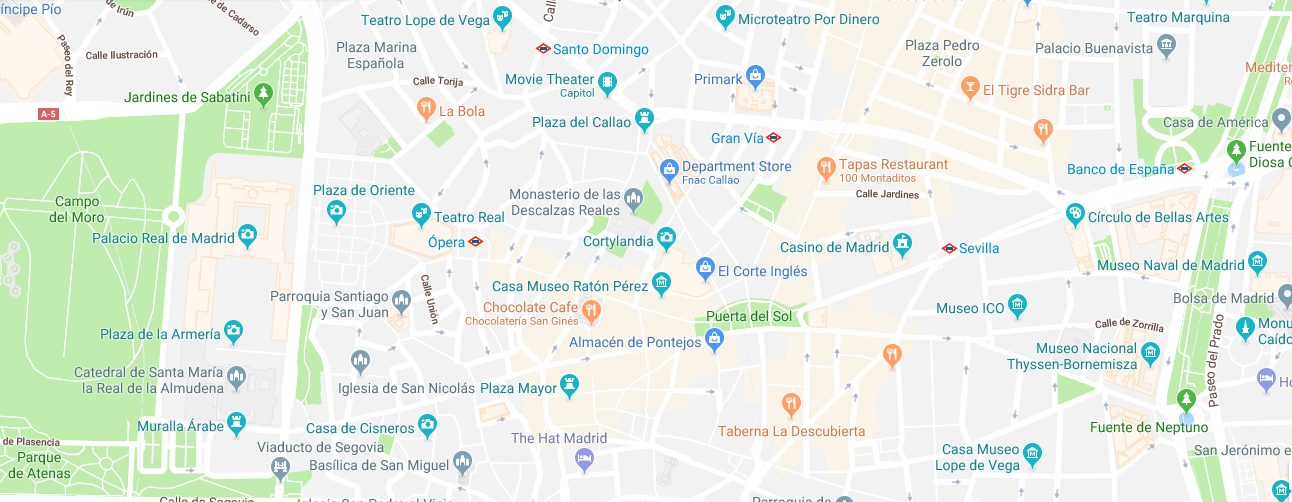 íncipe Pío
de Irún
de Cadarso
Calle Ilustración
Paseo del Rey
A-5
Jardines de Sabatini
Campo
del Moro
Palacio Real de Madrid
Plaza de la Armería
Catedral de Santa María
la Real de la Almudena
Muralla Árabe
de Plasencia
Parque
de Atenas
Viaducto de Segovia
Calle de Segovia
Teatro Lope de Vega
Plaza Marina
Española
Calle Torija
La Bola
Santo Domingo
Movie Theater
Capitol
Plaza del Callao
Plaza de Oriente
Teatro Real
Ópera
Monasterio de las
Descalzas Reales
Cortylandia
Casa Museo Ratón Pérez
Chocolate Cafe
Chocolatería San Ginés
Calle Unión
Parroquia Santiago
y San Juan
Iglesia de San Nicolás
Plaza Mayor
Casa de Cisneros
Basílica de San Miguel
The Hat Madrid
Almacén de Pontejos
Microteatro Por Dinero
Primark
Gran Vía
Department Store
Fnac Callao
Tapas Restaurant
100 Montaditos
Calle Jardines
Casino de Madrid
El Corte Inglés
Puerta del Sol
Sevilla
Taberna La Descubierta
Plaza Pedro
Zerolo
El Tigre Sidra Bar
Teatro Marquina
Palacio Buenavista
Mediter
Casa de América
Fuente
Diosa C
Banco de España
Círculo de Bellas Artes
Museo Naval de Madrid
Bolsa de Madrid
Museo ICO
Calle de Zorrilla
Monu
Caído
Museo Nacional
Thyssen-Bornemisza
Paseo del Prado
Fuente de Neptuno
Casa Museo
Lope de Vega
San Jerónimo e
Parroquia de